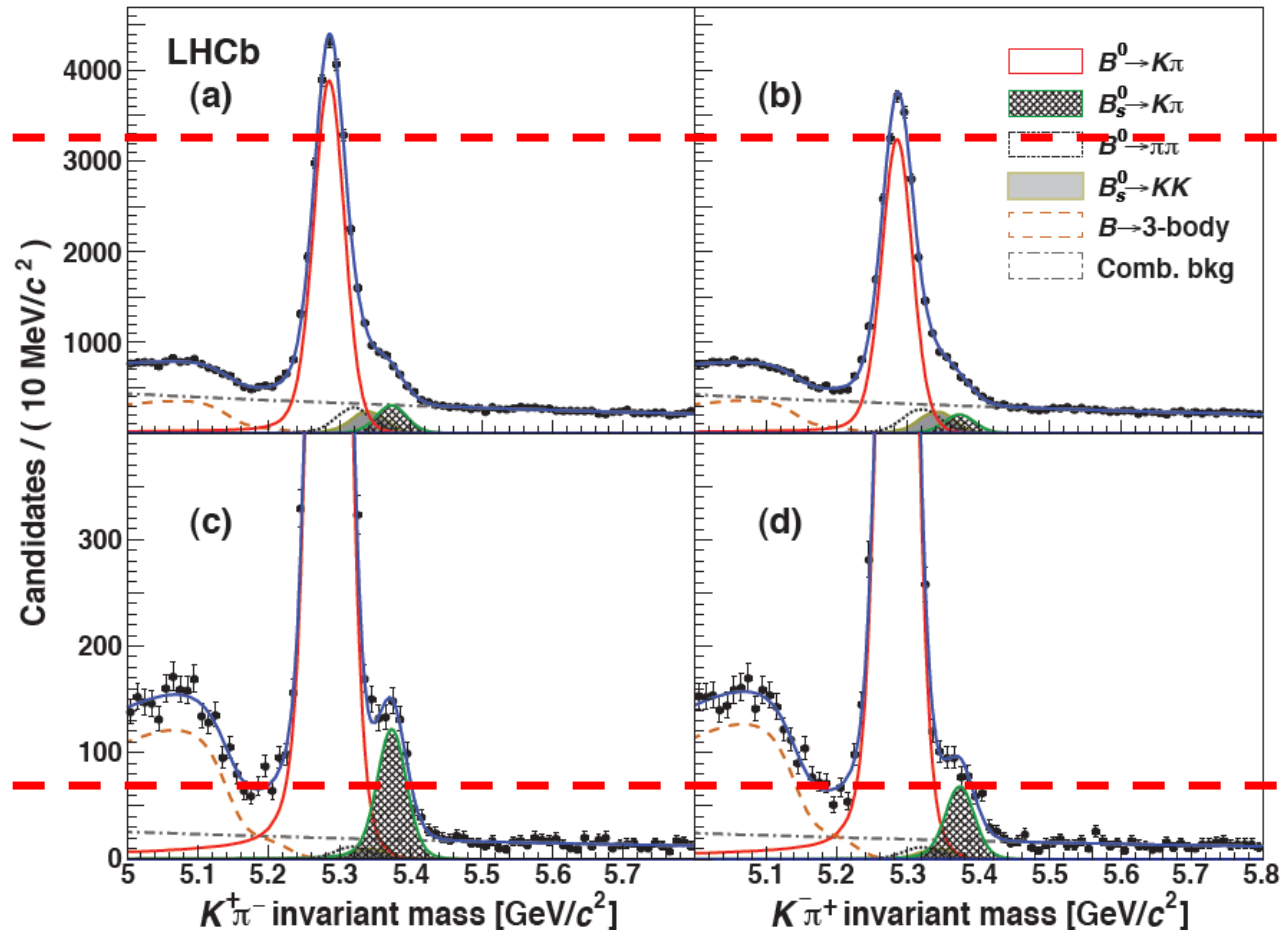 LHCb
(a)
(b)
B⁰→Kπ
B⁰ₛ→Kπ
B⁰→ππ
B⁰ₛ→KK
B→3-body
Comb. bkg
4000
3000
2000
1000
Candidates / ( 10 MeV/c² )
(c)
(d)
300
200
100
0
5 5.1 5.2 5.3 5.4 5.5 5.6 5.7
5.1 5.2 5.3 5.4 5.5 5.6 5.7 5.8
K⁺π⁻ invariant mass [GeV/c²]
K⁻π⁺ invariant mass [GeV/c²]